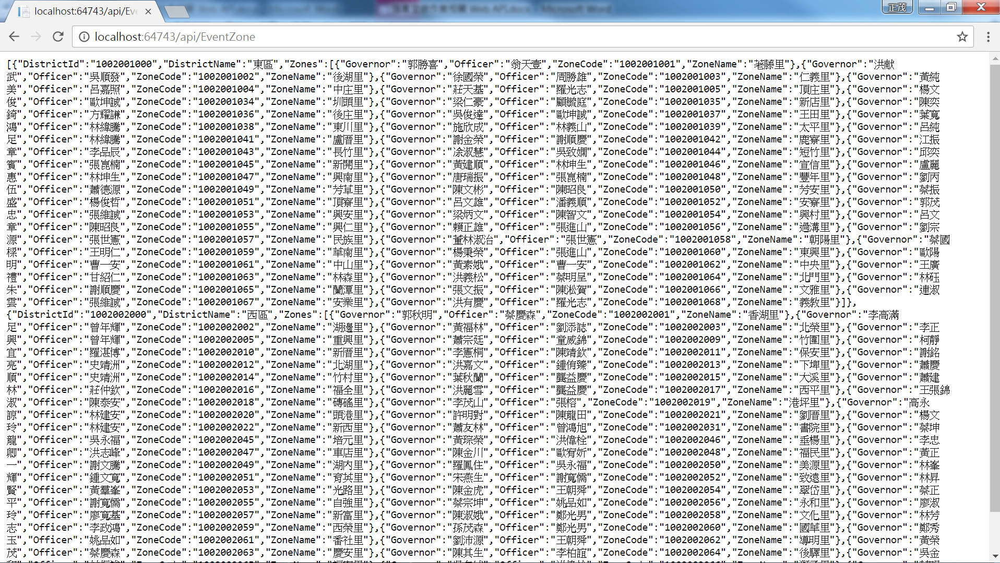 正茂
localhost:64743/api/Eve
localhost:64743/api/EventZone
[{"DistrictId":"1002001000","DistrictName":"東區","Zones":[{"Governor":"郭勝喜","Officer":"翁天壹","ZoneCode":"1002001001","ZoneName":"荖藤里"},{"Governor":"洪献
武","Officer":"吳順發","ZoneCode":"1002001002","ZoneName":"後湖里"},{"Governor":"徐國榮","Officer":"周勝雄","ZoneCode":"1002001003","ZoneName":"仁義里"},{"Governor":"黃純
美","Officer":"呂嘉照","ZoneCode":"1002001004","ZoneName":"中庄里"},{"Governor":"莊天基","Officer":"羅光志","ZoneCode":"1002001005","ZoneName":"頂庄里"},{"Governor":"楊文
俊","Officer":"歐坤誠","ZoneCode":"1002001034","ZoneName":"圳頭里"},{"Governor":"梁仁豪","Officer":"顧毓庭","ZoneCode":"1002001035","ZoneName":"新店里"},{"Governor":"陳奕
錡","Officer":"方耀謙","ZoneCode":"1002001036","ZoneName":"後庄里"},{"Governor":"吳俊達","Officer":"歐坤誠","ZoneCode":"1002001037","ZoneName":"王田里"},{"Governor":"葉寬
鴻","Officer":"林緯騰","ZoneCode":"1002001038","ZoneName":"東川里"},{"Governor":"施欣成","Officer":"林義山","ZoneCode":"1002001039","ZoneName":"太平里"},{"Governor":"呂純
足","Officer":"林緯騰","ZoneCode":"1002001041","ZoneName":"盧厝里"},{"Governor":"謝金榮","Officer":"謝順慶","ZoneCode":"1002001042","ZoneName":"鹿寮里"},{"Governor":"江振
章","Officer":"李品辰","ZoneCode":"1002001043","ZoneName":"長竹里"},{"Governor":"凃淑慧","Officer":"吳致嫻","ZoneCode":"1002001044","ZoneName":"短竹里"},{"Governor":"邱奕
賓","Officer":"張崑楠","ZoneCode":"1002001045","ZoneName":"新開里"},{"Governor":"黃建順","Officer":"林坤生","ZoneCode":"1002001046","ZoneName":"宣信里"},{"Governor":"盧麗
惠","Officer":"林坤生","ZoneCode":"1002001047","ZoneName":"興南里"},{"Governor":"唐瑞振","Officer":"張崑楠","ZoneCode":"1002001048","ZoneName":"豐年里"},{"Governor":"劉丙
伍","Officer":"蕭德源","ZoneCode":"1002001049","ZoneName":"芳草里"},{"Governor":"陳文彬","Officer":"陳昭良","ZoneCode":"1002001050","ZoneName":"芳安里"},{"Governor":"蔡振
盛","Officer":"楊俊哲","ZoneCode":"1002001051","ZoneName":"頂寮里"},{"Governor":"呂文雄","Officer":"潘義順","ZoneCode":"1002001052","ZoneName":"安寮里"},{"Governor":"郭茂
忠","Officer":"張維誠","ZoneCode":"1002001053","ZoneName":"興安里"},{"Governor":"梁炳文","Officer":"陳智文","ZoneCode":"1002001054","ZoneName":"興村里"},{"Governor":"呂文
章","Officer":"陳昭良","ZoneCode":"1002001055","ZoneName":"興仁里"},{"Governor":"賴正雄","Officer":"張進山","ZoneCode":"1002001056","ZoneName":"過溝里"},{"Governor":"劉宗
源","Officer":"張世憲","ZoneCode":"1002001057","ZoneName":"民族里"},{"Governor":"董林淑治","Officer":"張世憲","ZoneCode":"1002001058","ZoneName":"朝陽里"},{"Governor":"蔡國
樑","Officer":"王明仁","ZoneCode":"1002001059","ZoneName":"華南里"},{"Governor":"楊秉榮","Officer":"張進山","ZoneCode":"1002001060","ZoneName":"東興里"},{"Governor":"歐陽
明","Officer":"曹一安","ZoneCode":"1002001061","ZoneName":"中山里"},{"Governor":"黃素娥","Officer":"曹一安","ZoneCode":"1002001062","ZoneName":"中央里"},{"Governor":"王廣
禮","Officer":"甘紹仁","ZoneCode":"1002001063","ZoneName":"林森里"},{"Governor":"洪義松","Officer":"蔡明呈","ZoneCode":"1002001064","ZoneName":"北門里"},{"Governor":"林砡
朱","Officer":"謝順慶","ZoneCode":"1002001065","ZoneName":"蘭潭里"},{"Governor":"張文振","Officer":"陳淞賀","ZoneCode":"1002001066","ZoneName":"文雅里"},{"Governor":"連淑
雲","Officer":"張維誠","ZoneCode":"1002001067","ZoneName":"安業里"},{"Governor":"洪有慶","Officer":"羅光志","ZoneCode":"1002001068","ZoneName":"義教里"}]},
{"DistrictId":"1002002000","DistrictName":"西區","Zones":[{"Governor":"郭秋明","Officer":"蔡慶森","ZoneCode":"1002002001","ZoneName":"香湖里"},{"Governor":"李高滿
足","Officer":"曾年輝","ZoneCode":"1002002002","ZoneName":"湖邊里"},{"Governor":"黃福林","Officer":"劉添誌","ZoneCode":"1002002003","ZoneName":"北榮里"},{"Governor":"李正
興","Officer":"曾年輝","ZoneCode":"1002002005","ZoneName":"重興里"},{"Governor":"蕭宗廷","Officer":"童威錦","ZoneCode":"1002002009","ZoneName":"竹圍里"},{"Governor":"柯靜
宜","Officer":"羅湛博","ZoneCode":"1002002010","ZoneName":"新厝里"},{"Governor":"李憲桐","Officer":"陳靖欽","ZoneCode":"1002002011","ZoneName":"保安里"},{"Governor":"謝銘
亮","Officer":"史靖洲","ZoneCode":"1002002012","ZoneName":"北湖里"},{"Governor":"洪嘉文","Officer":"鍾侑臻","ZoneCode":"1002002013","ZoneName":"下埤里"},{"Governor":"蕭慶
順","Officer":"史靖洲","ZoneCode":"1002002014","ZoneName":"竹村里"},{"Governor":"葉秋蘭","Officer":"龔益慶","ZoneCode":"1002002015","ZoneName":"大溪里"},{"Governor":"蕭建
林","Officer":"莊仲欽","ZoneCode":"1002002016","ZoneName":"福全里"},{"Governor":"洪麗雪","Officer":"龔益慶","ZoneCode":"1002002017","ZoneName":"西平里"},{"Governor":"王張錦
淑","Officer":"陳泰安","ZoneCode":"1002002018","ZoneName":"磚磘里"},{"Governor":"李茂山","Officer":"張榕","ZoneCode":"1002002019","ZoneName":"港坪里"},{"Governor":"高永
諒","Officer":"林建安","ZoneCode":"1002002020","ZoneName":"頭港里"},{"Governor":"許明對","Officer":"陳龍田","ZoneCode":"1002002021","ZoneName":"劉厝里"},{"Governor":"楊文
玲","Officer":"林建安","ZoneCode":"1002002022","ZoneName":"新西里"},{"Governor":"蕭友林","Officer":"曾鴻旭","ZoneCode":"1002002031","ZoneName":"書院里"},{"Governor":"蔡坤
龍","Officer":"吳永福","ZoneCode":"1002002045","ZoneName":"培元里"},{"Governor":"黃琮榮","Officer":"洪偉栓","ZoneCode":"1002002046","ZoneName":"垂楊里"},{"Governor":"李忠
卿","Officer":"洪志峰","ZoneCode":"1002002047","ZoneName":"車店里"},{"Governor":"陳金川","Officer":"歐宥妡","ZoneCode":"1002002048","ZoneName":"福民里"},{"Governor":"黃正
一","Officer":"謝文騰","ZoneCode":"1002002049","ZoneName":"湖內里"},{"Governor":"羅鳳住","Officer":"吳永福","ZoneCode":"1002002050","ZoneName":"美源里"},{"Governor":"林峯
輝","Officer":"鍾文寬","ZoneCode":"1002002051","ZoneName":"育英里"},{"Governor":"宋燕生","Officer":"謝寬儒","ZoneCode":"1002002052","ZoneName":"致遠里"},{"Governor":"林昇
賢","Officer":"黃羣峯","ZoneCode":"1002002053","ZoneName":"光路里"},{"Governor":"陳金虎","Officer":"王朝舜","ZoneCode":"1002002054","ZoneName":"翠岱里"},{"Governor":"蔡正
平","Officer":"謝寬儒","ZoneCode":"1002002055","ZoneName":"自強里"},{"Governor":"蔡宗坤","Officer":"姚品如","ZoneCode":"1002002056","ZoneName":"永和里"},{"Governor":"廖淑
玲","Officer":"廖寬基","ZoneCode":"1002002057","ZoneName":"新富里"},{"Governor":"陳淑娥","Officer":"鄭光男","ZoneCode":"1002002058","ZoneName":"文化里"},{"Governor":"林芳
志","Officer":"李政鴻","ZoneCode":"1002002059","ZoneName":"西榮里"},{"Governor":"孫茂森","Officer":"鄭光男","ZoneCode":"1002002060","ZoneName":"國華里"},{"Governor":"鄭秀
玉","Officer":"姚品如","ZoneCode":"1002002061","ZoneName":"番社里"},{"Governor":"劉沛源","Officer":"王朝舜","ZoneCode":"1002002062","ZoneName":"導明里"},{"Governor":"黃榮
茂","Officer":"蔡慶森","ZoneCode":"1002002063","ZoneName":"慶安里"},{"Governor":"陳其生","Officer":"李柏誼","ZoneCode":"1002002064","ZoneName":"後驛里"},{"Governor":"吳金